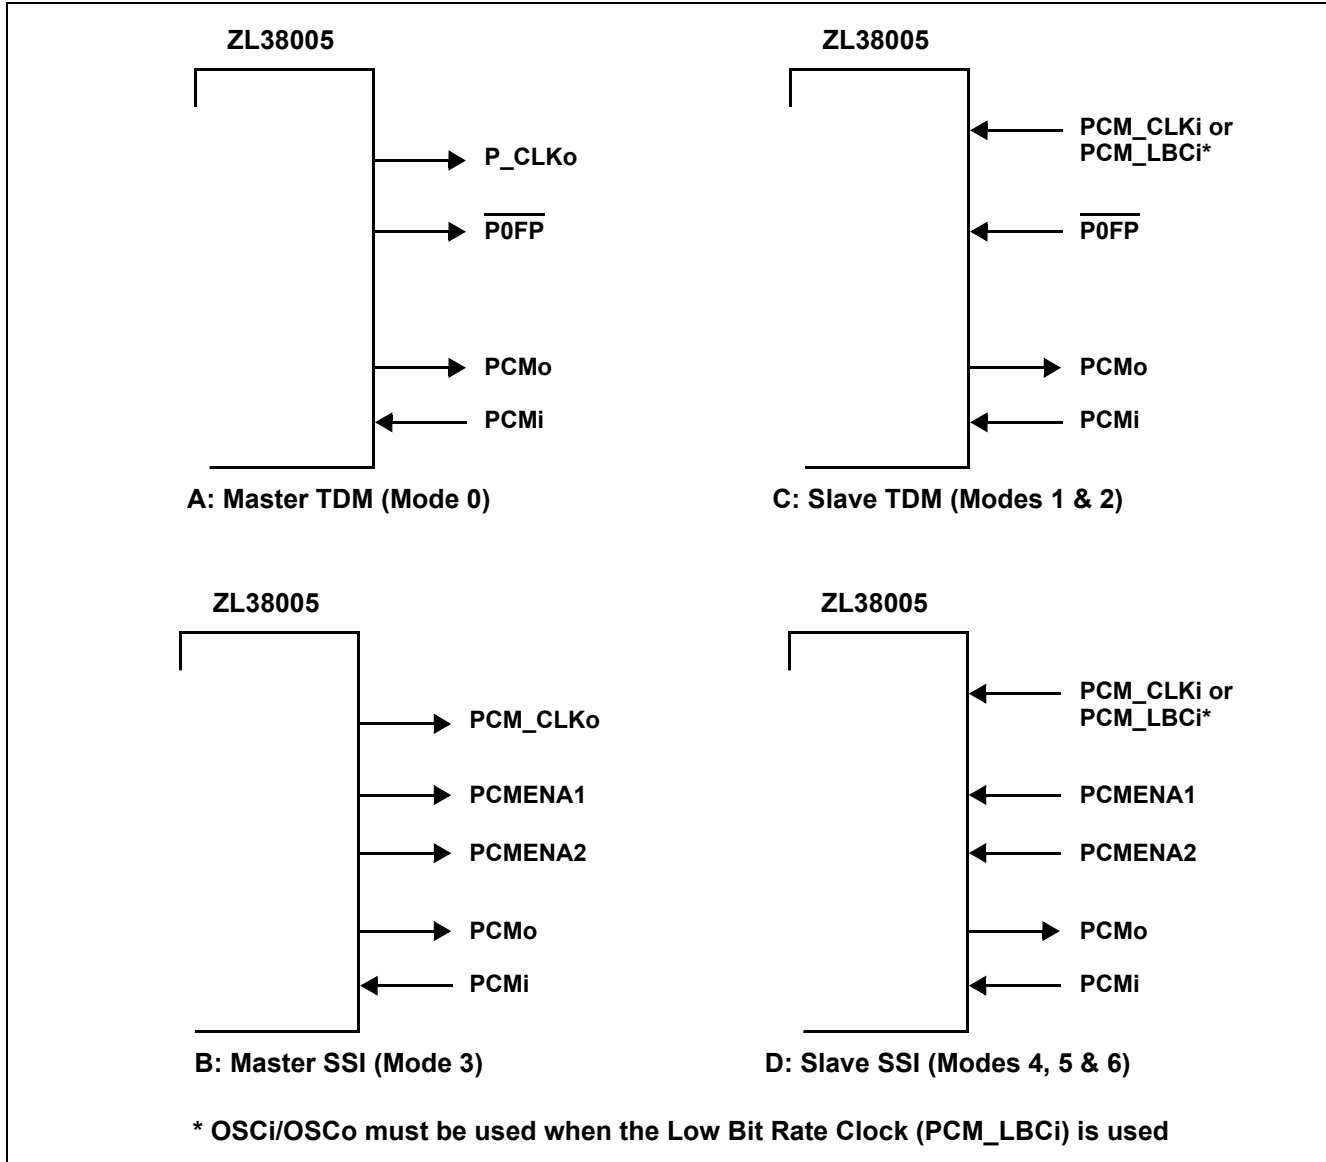 ZL38005
P_CLKo
P0FP
PCMo
PCMi
A: Master TDM (Mode 0)
ZL38005
PCM_CLKi or
PCM_LBCi*
P0FP
PCMo
PCMi
C: Slave TDM (Modes 1 & 2)
ZL38005
PCM_CLKo
PCMENA1
PCMENA2
PCMo
PCMi
B: Master SSI (Mode 3)
ZL38005
PCM_CLKi or
PCM_LBCi*
PCMENA1
PCMENA2
PCMo
PCMi
D: Slave SSI (Modes 4, 5 & 6)
* OSCi/OSCo must be used when the Low Bit Rate Clock (PCM_LBCi) is used